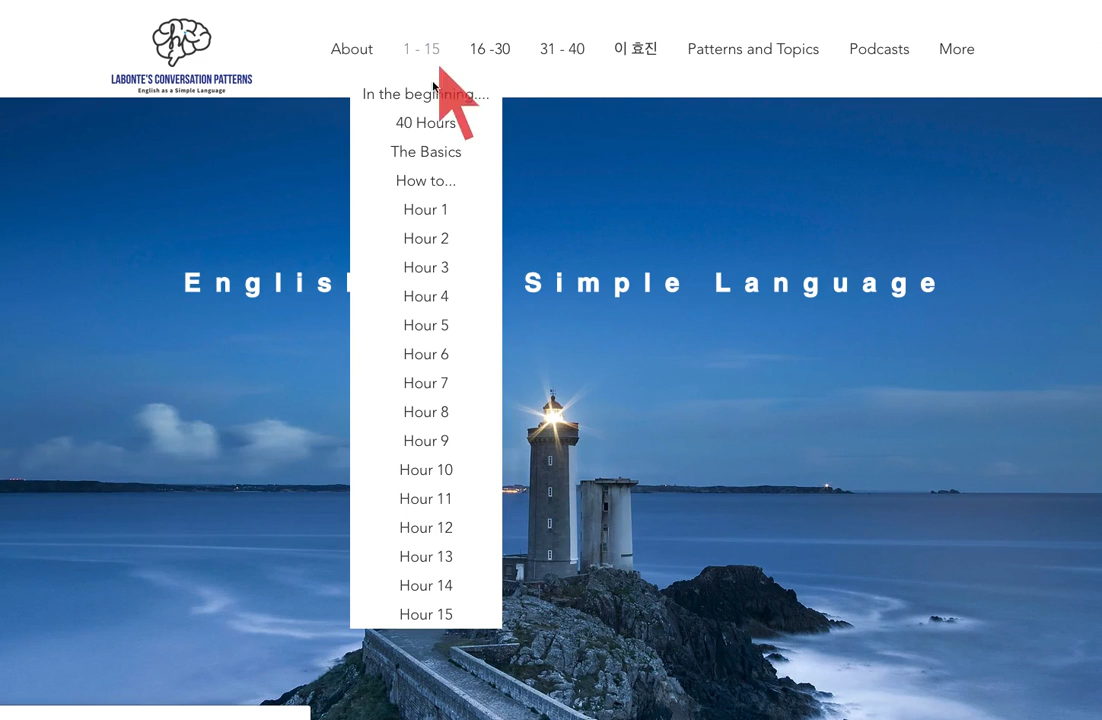 LABONTE'S CONVERSATION PATTERNS
English as a Simple Language
About 1 - 15 16 -30 31 - 40 이 효진 Patterns and Topics Podcasts More
In the beginning....
40 Hours
The Basics
How to...
Hour 1
Hour 2
Hour 3
Hour 4
Hour 5
Hour 6
Hour 7
Hour 8
Hour 9
Hour 10
Hour 11
Hour 12
Hour 13
Hour 14
Hour 15
English Simple Language